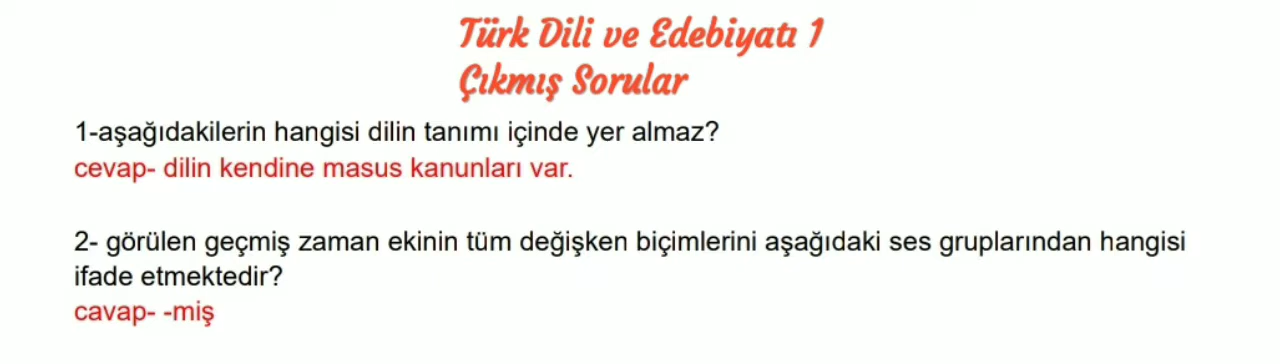 Türk Dili ve Edebiyatı 1
Çıkmış Sorular
1-aşağıdakilerin hangisi dilin tanımı içinde yer almaz?
cevap- dilin kendine masus kanunları var.
2- görülen geçmiş zaman ekinin tüm değişken biçimlerini aşağıdaki ses gruplarından hangisi
ifade etmektedir?
cavap- -miş